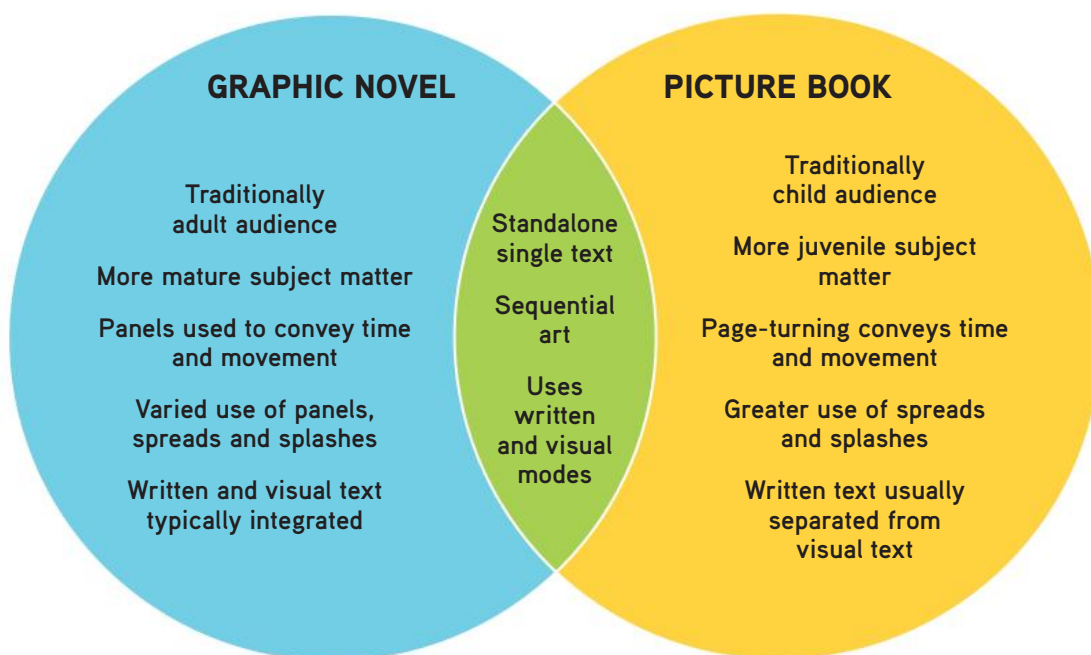 GRAPHIC NOVEL
Traditionally
adult audience
More mature subject matter
Panels used to convey time
and movement
Varied use of panels,
spreads and splashes
Written and visual text
typically integrated
Standalone
single text
Sequential
art
Uses
written
and visual
modes
PICTURE BOOK
Traditionally
child audience
More juvenile subject
matter
Page-turning conveys time
and movement
Greater use of spreads
and splashes
Written text usually
separated from
visual text